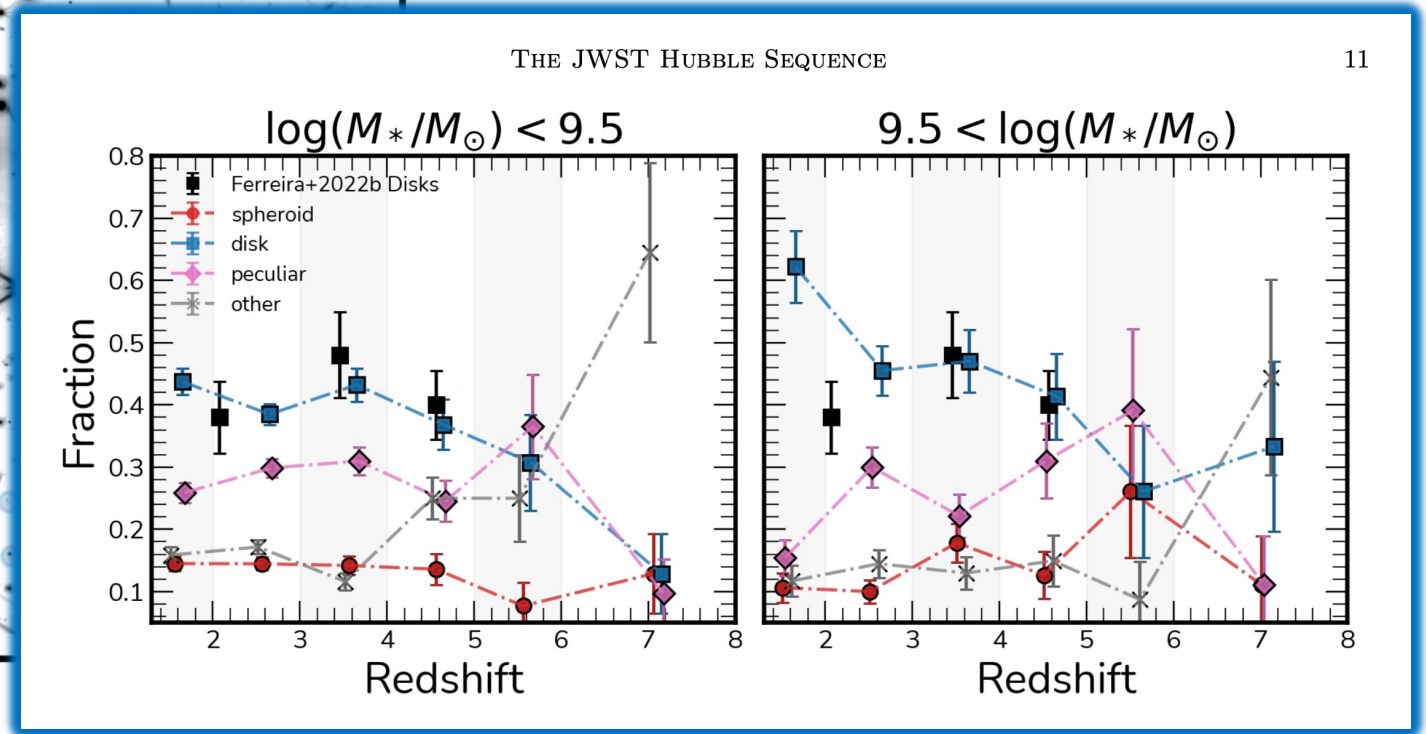 THE JWST HUBBLE SEQUENCE 11
log(M*/M⊙) < 9.5
9.5 < log(M*/M⊙)
0.8
0.7
0.6
0.5
0.4
0.3
0.2
0.1
Fraction
Ferreira+2022b Disks
spheroid
disk
peculiar
other
2 3 4 5 6 7 8
2 3 4 5 6 7 8
Redshift
Redshift